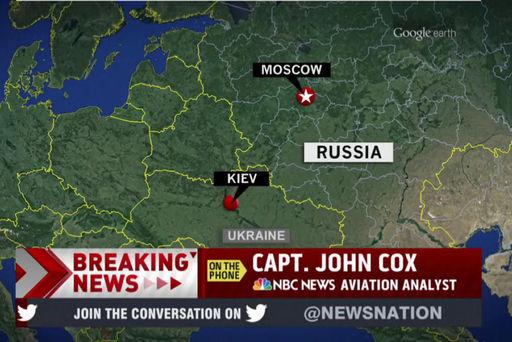 Google earth
MOSCOW
RUSSIA
KIEV
UKRAINE
BREAKING
NEWS
ON THE
PHONE
CAPT. JOHN COX
NBC NEWS AVIATION ANALYST
JOIN THE CONVERSATION ON
@NEWSNATION